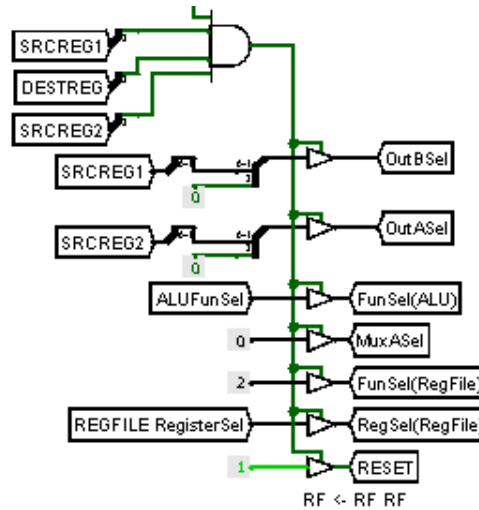 SRCREG1
DESTREG
SRCREG2
SRCREG1
0
OutBSel
SRCREG2
0
OutASel
ALUFunSel
FunSel(ALU)
0
MuxASel
2
FunSel(RegFile)
REGFILE RegisterSel
RegSel(RegFile)
1
RESET
RF <- RF RF